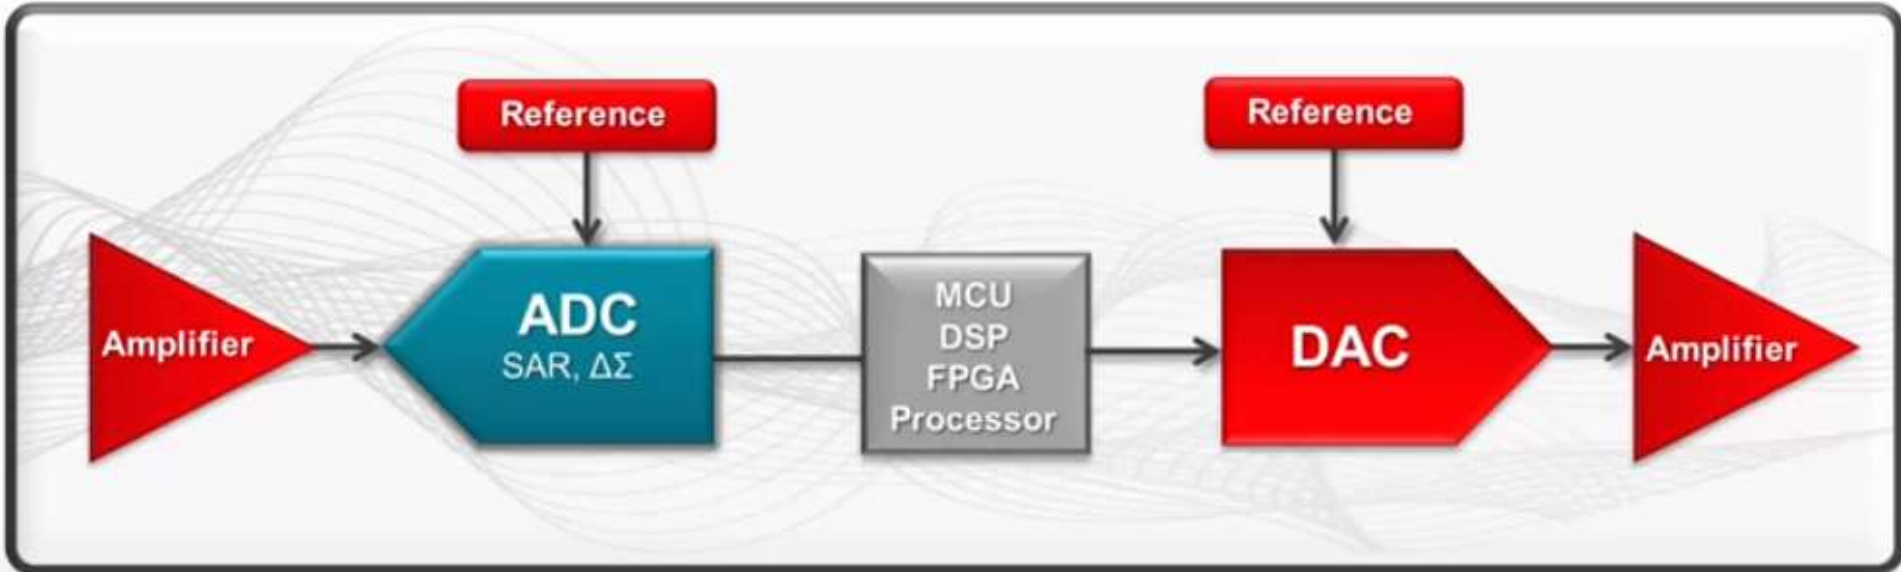 Reference
Reference
Amplifier
ADC
SAR, ΔΣ
MCU
DSP
FPGA
Processor
DAC
Amplifier